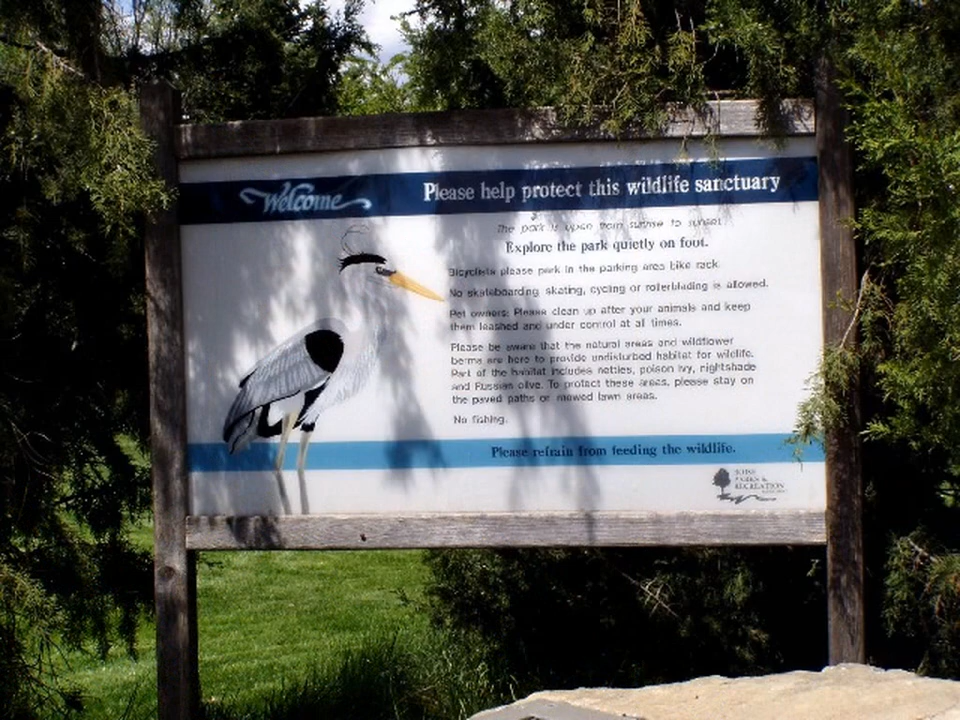 Welcome
Please help protect this wildlife sanctuary
The park is open from sunrise to sunset.
Explore the park quietly on foot.
Bicyclists please park in the parking area bike rack.
No skateboarding, skating, cycling or rollerblading is allowed.
Pet owners: Please clean up after your animals and keep
them leashed and under control at all times.
Please be aware that the natural areas and wildflower
berms are here to provide undisturbed habitat for wildlife.
Part of the habitat includes nettles, poison ivy, nightshade
and Russian olive. To protect these areas, please stay on
the paved paths or mowed lawn areas.
No fishing.
Please refrain from feeding the wildlife.
BOISE
PARKS &
RECREATION